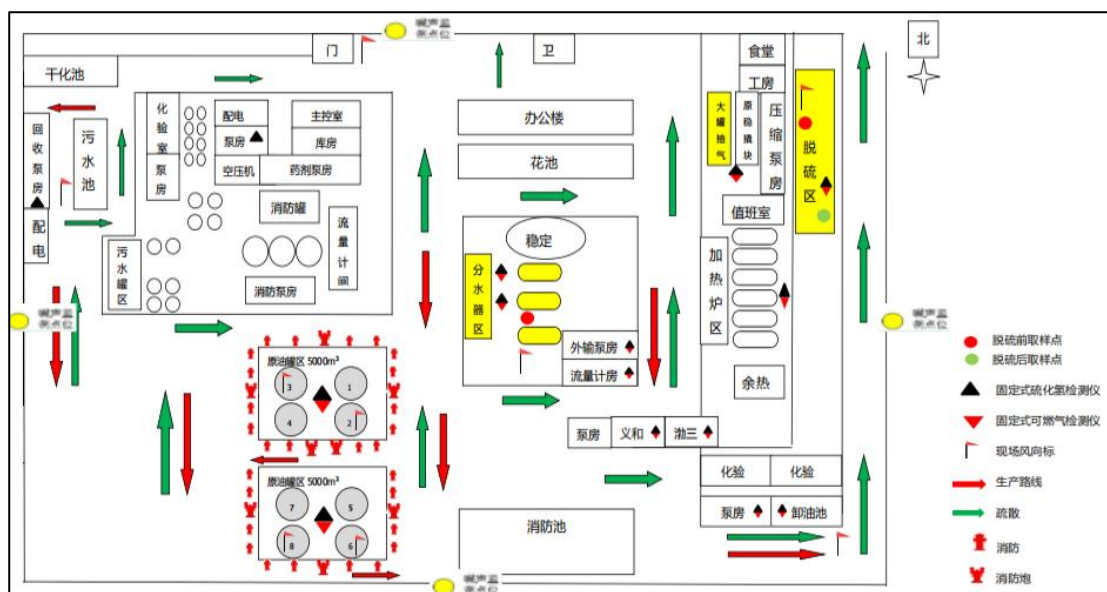 门
卫
北
食堂
工房
干化池
回收泵房
配电
污水池
化验室
泵房
配电
主控室
泵房
库房
空压机
药剂泵房
消防罐
流量计间
消防泵房
污水罐区
办公楼
花池
稳定
分水器区
外输泵房
流量计房
大罐抽气
原稳撬块
压缩泵房
脱硫区
值班室
加热炉区
余热
原油罐区 5000m³
3
1
4
2
原油罐区 5000m³
7
5
8
6
泵房
义和
渤三
化验
化验
泵房
卸油池
消防池
脱硫前取样点
脱硫后取样点
固定式硫化氢检测仪
固定式可燃气检测仪
现场风向标
生产路线
疏散
消防
消防炮